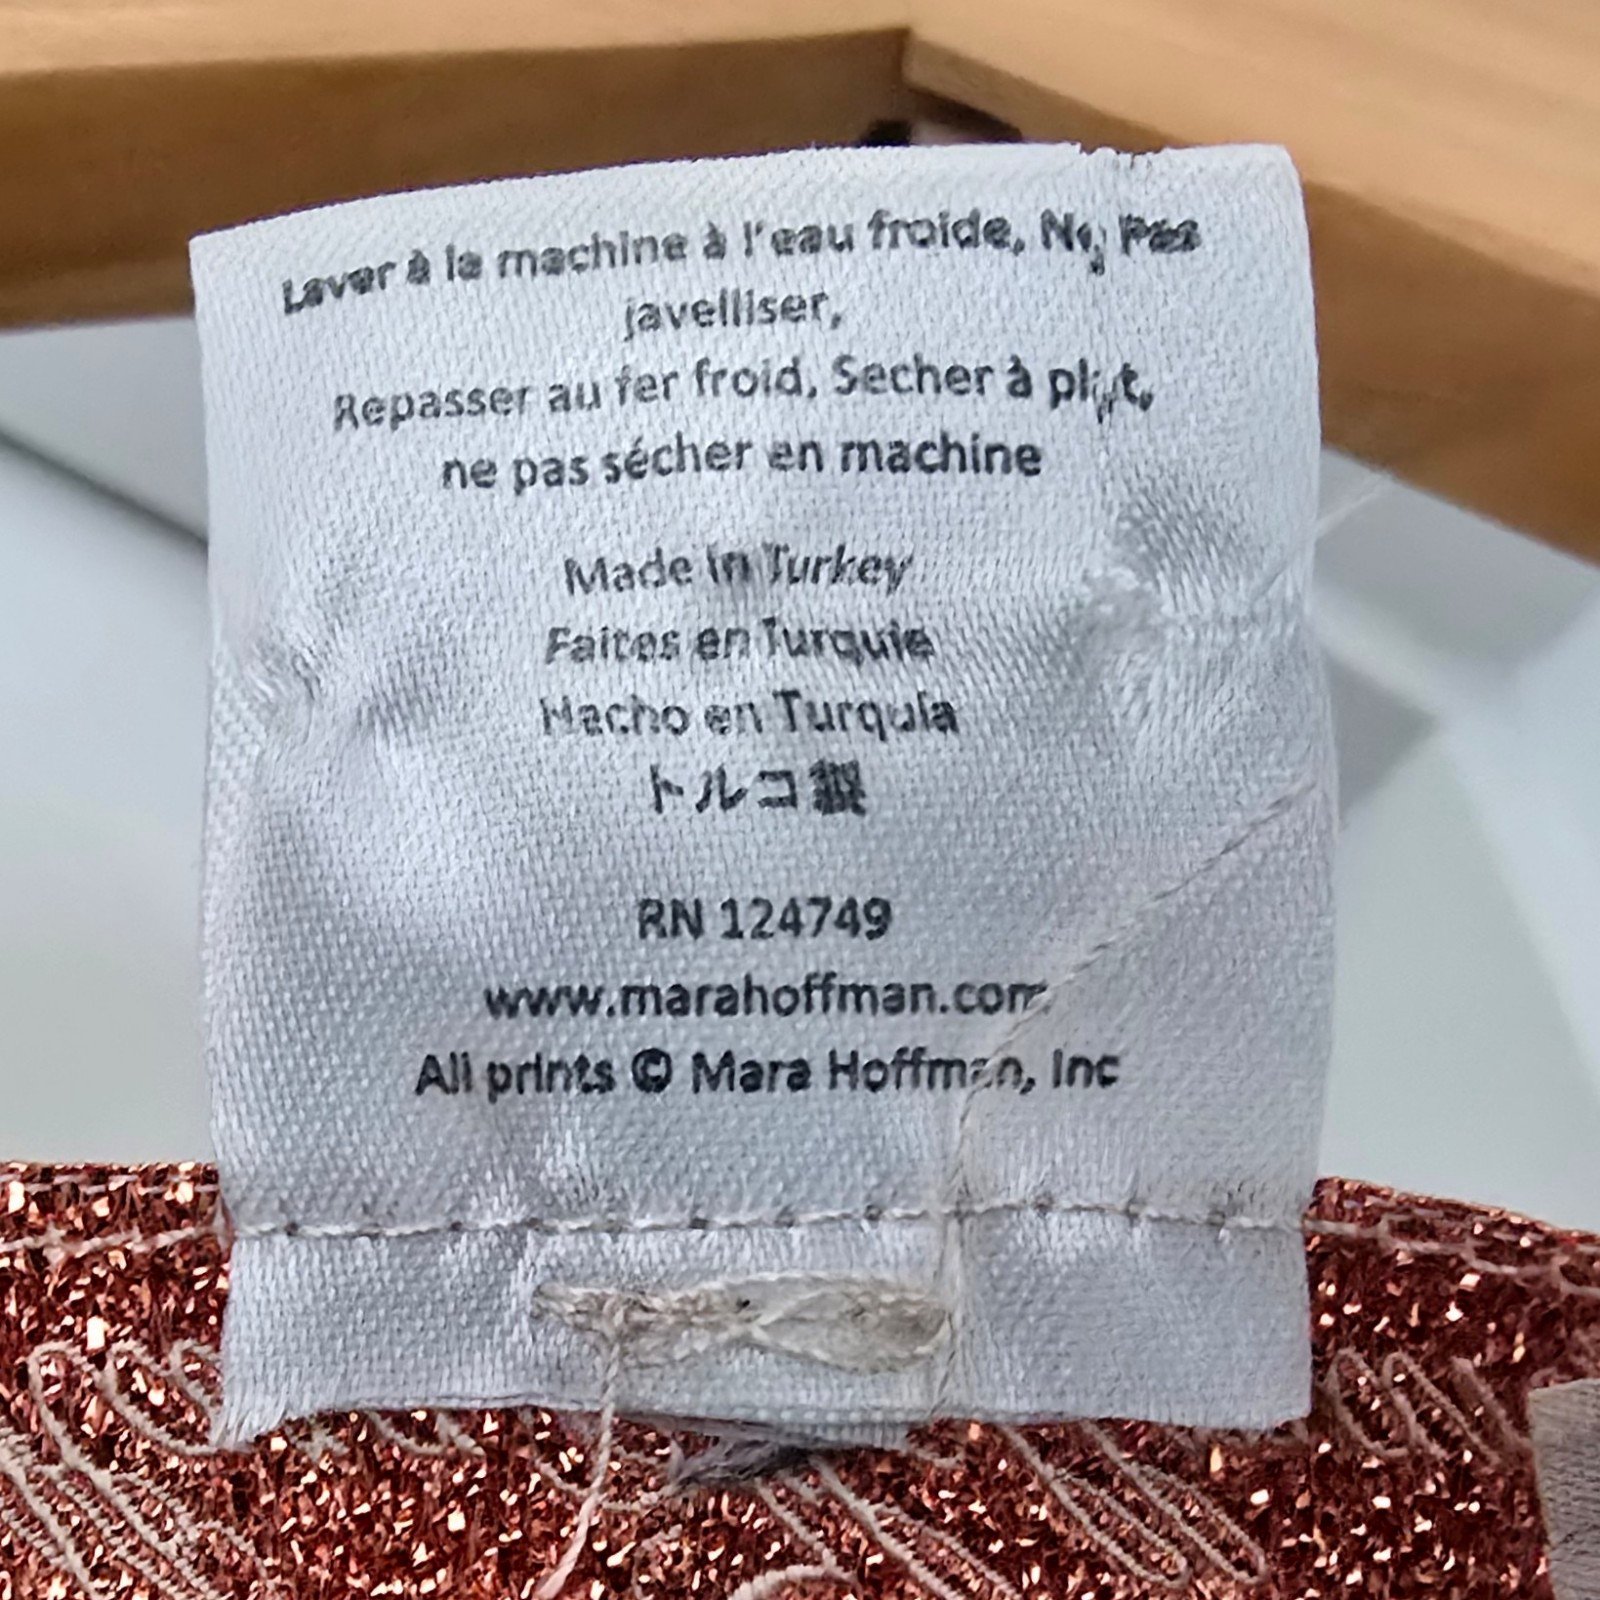 Laver à la machine à l'eau froide, Ne Pas
javelliser,
Repasser au fer froid, Secher à plat,
ne pas sécher en machine
Made in Turkey
Faites en Turquie
Hecho en Turquia
トルコ製
RN 124749
www.marahoffman.com
All prints © Mara Hoffman, Inc